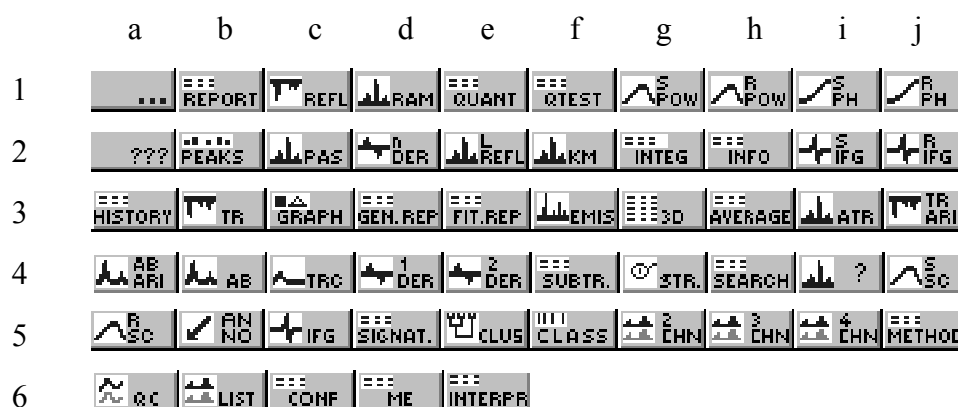 a b c d e f g h i j
1 ... REPORT REFL RAM QUANT QTEST S POW R POW S PH R PH
2 ??? PEAKS PAS n DER L REFL KM INTEG INFO S IFG R IFG
3 HISTORY TR GRAPH GEN.REP FIT.REP EMIS 3D AVERAGE ATR TR ARI
4 AB ARI AB TRC 1 DER 2 DER SUBTR. STR. SEARCH ? S SC
5 R SC AN NO IFG SIGNAT. CLUS CLASS 2 CHN 3 CHN 4 CHN METHOD
6 QC LIST CONF ME INTERPR